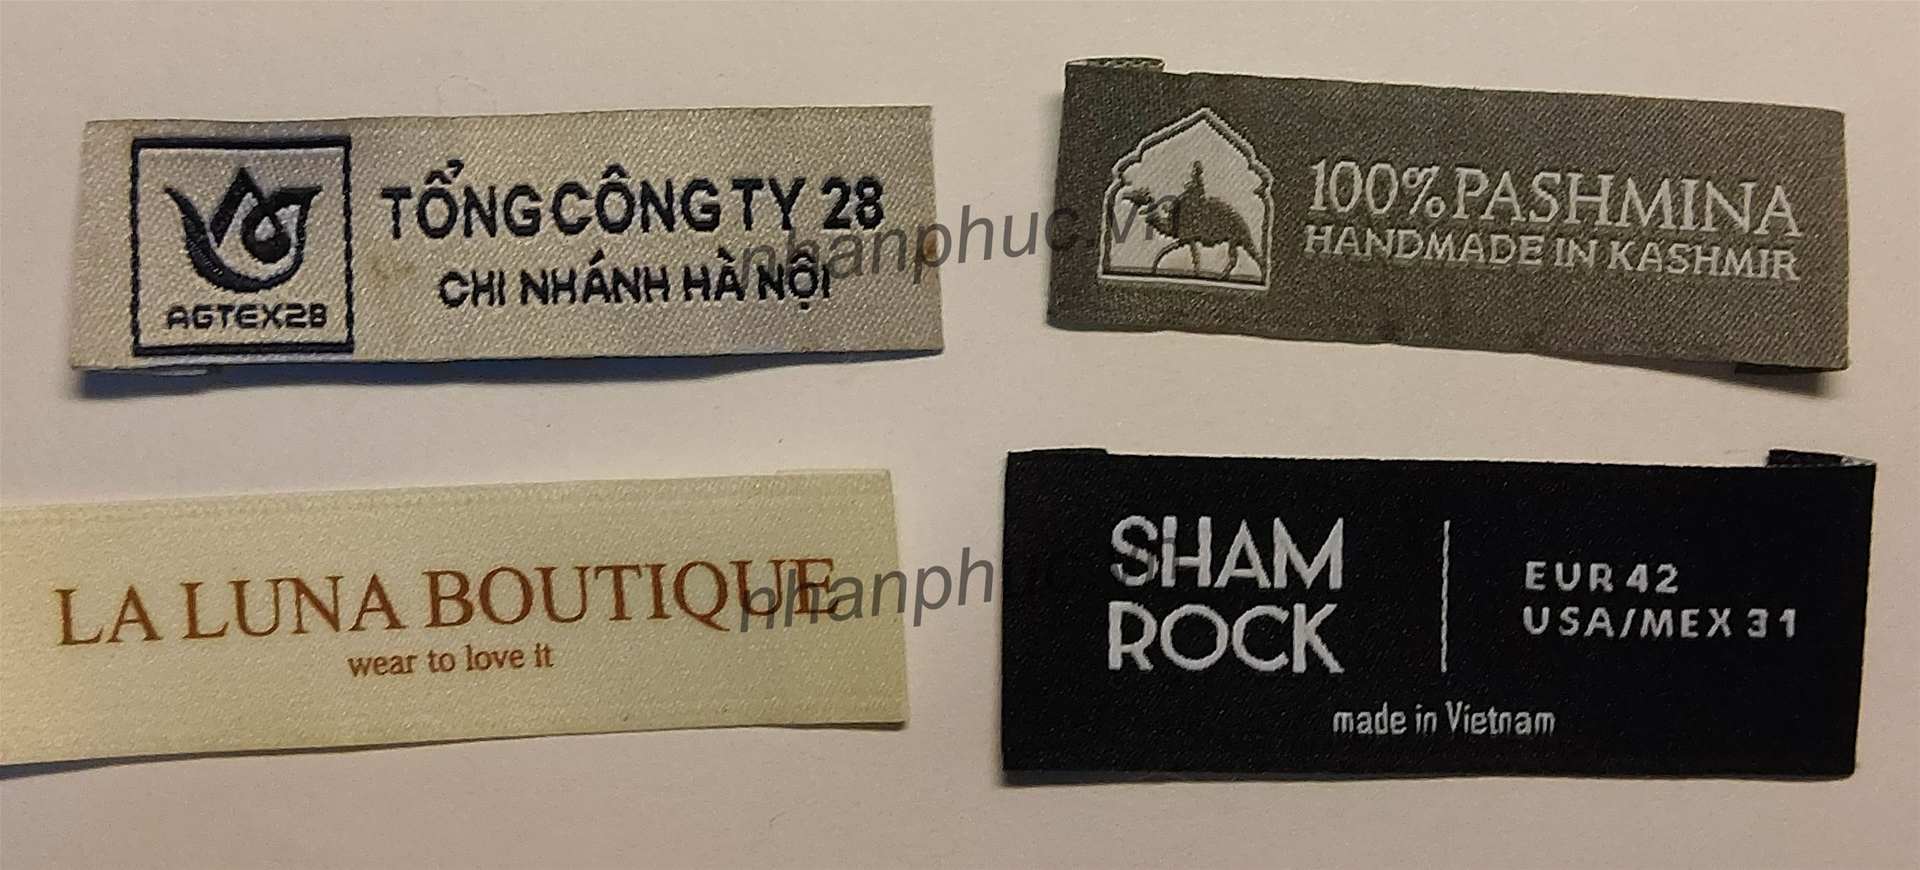 AGTEX28
TỔNG CÔNG TY 28
CHI NHÁNH HÀ NỘI
100% PASHMINA
HANDMADE IN KASHMIR
nhanphuc.vn
LA LUNA BOUTIQUE
wear to love it
SHAM
ROCK
EUR 42
USA/MEX 31
made in Vietnam
nhanphuc.vn